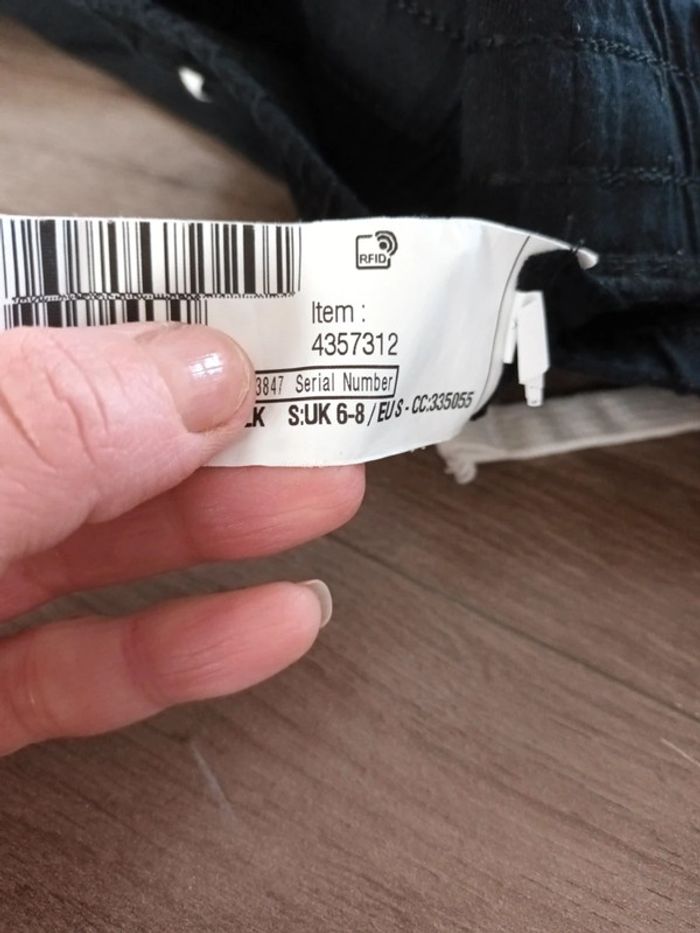 RFID
Item :
4357312
3847 Serial Number
LK S:UK 6-8 / EU S - CC:335055